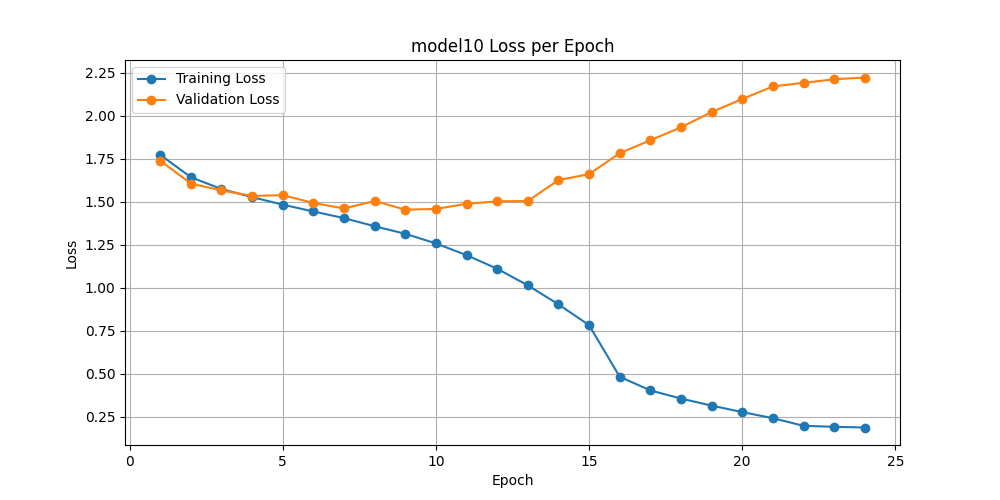 model10 Loss per Epoch
Training Loss
Validation Loss
2.25
2.00
1.75
1.50
1.25
1.00
0.75
0.50
0.25
Loss
0 5 10 15 20 25
Epoch